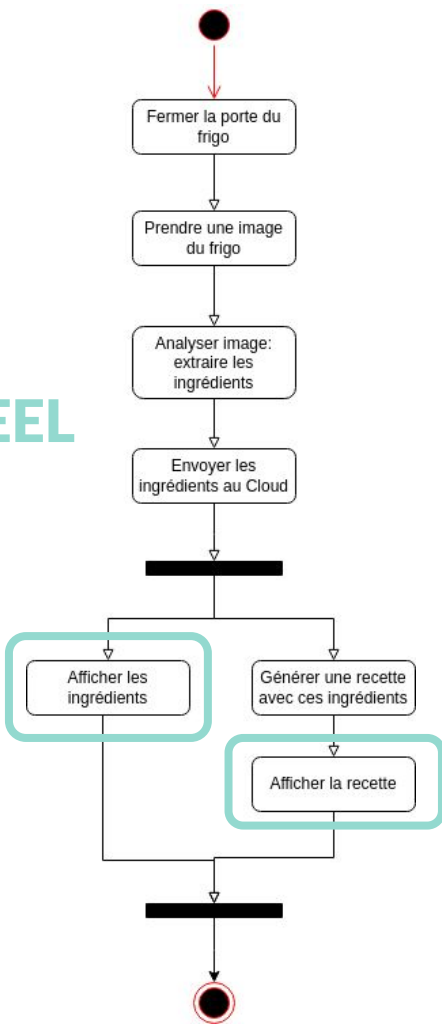 Fermer la porte du
frigo
Prendre une image
du frigo
Analyser image:
extraire les
ingrédients
EEL
Envoyer les
ingrédients au Cloud
Afficher les
ingrédients
Générer une recette
avec ces ingrédients
Afficher la recette